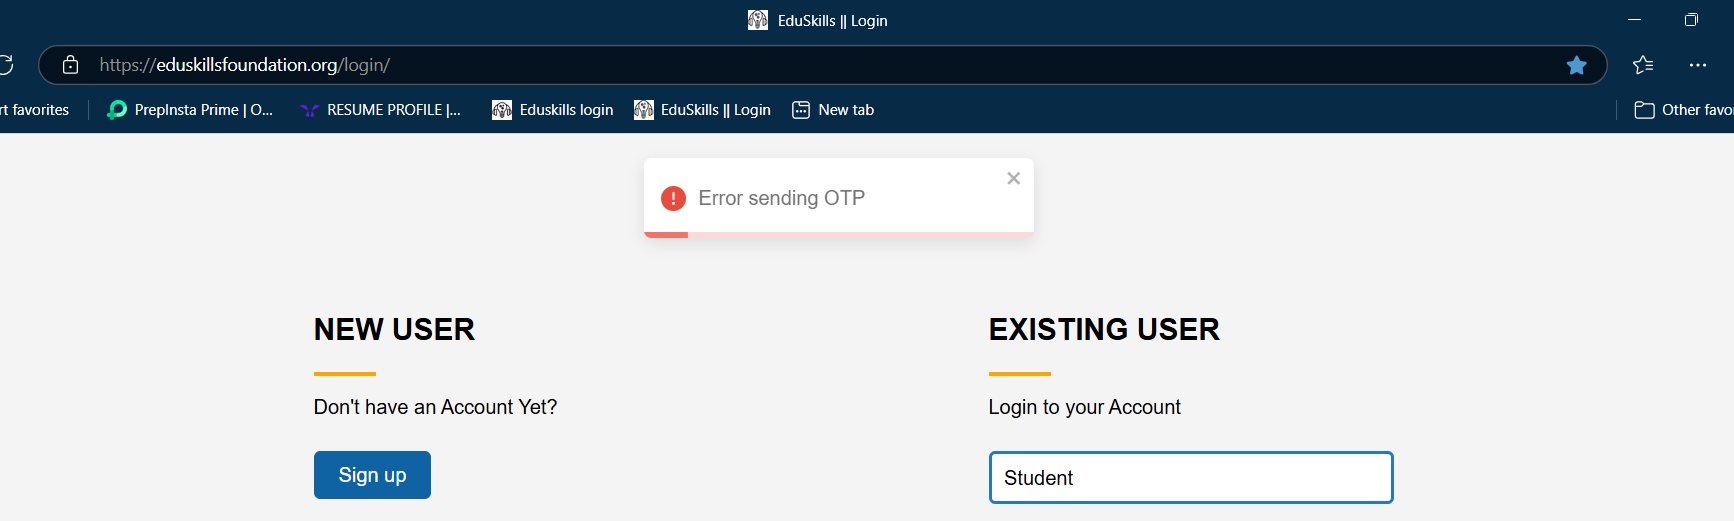 EduSkills || Login
https://eduskillsfoundation.org/login/
rt favorites
PrepInsta Prime | O...
RESUME PROFILE |...
Eduskills login
EduSkills || Login
New tab
Other favo
Error sending OTP
NEW USER
EXISTING USER
Don't have an Account Yet?
Login to your Account
Sign up
Student